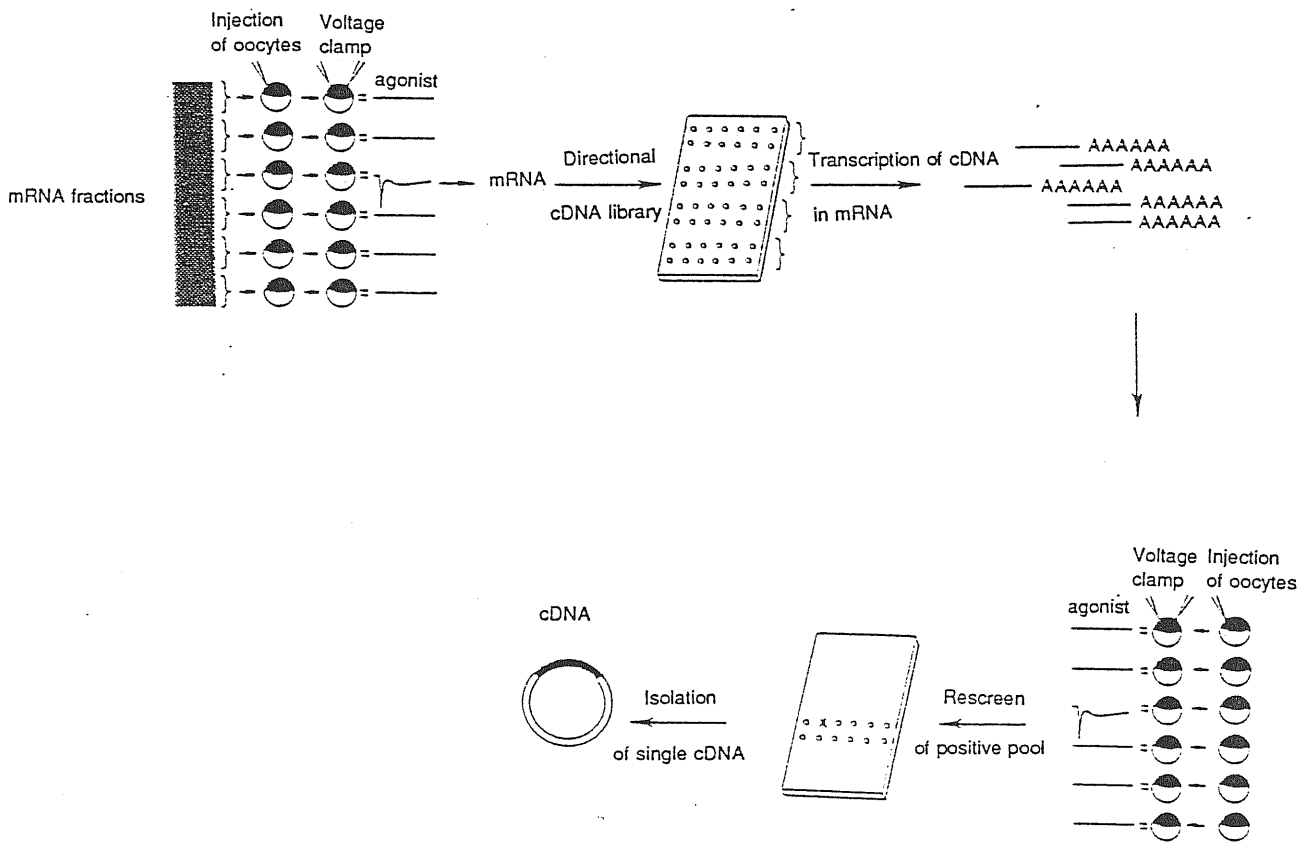 Injection
of oocytes
Voltage
clamp
agonist
mRNA fractions
mRNA
Directional
cDNA library
Transcription of cDNA
in mRNA
AAAAAA
AAAAAA
AAAAAA
AAAAAA
AAAAAA
Voltage
clamp
Injection
of oocytes
agonist
Rescreen
of positive pool
Isolation
of single cDNA
cDNA